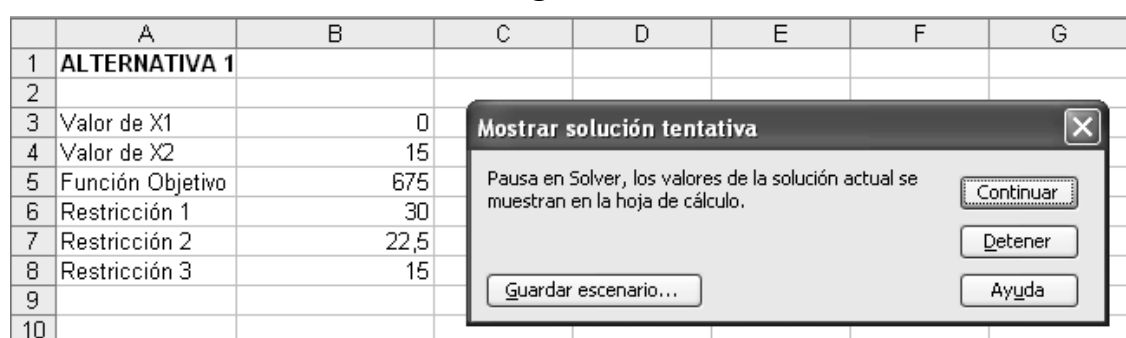 A B C D E F G
1 ALTERNATIVA 1
2
3 Valor de X1 0
4 Valor de X2 15
5 Función Objetivo 675
6 Restricción 1 30
7 Restricción 2 22,5
8 Restricción 3 15
9
10
Mostrar solución tentativa
Pausa en Solver, los valores de la solución actual se
muestran en la hoja de cálculo.
Continuar
Detener
Guardar escenario...
Ayuda